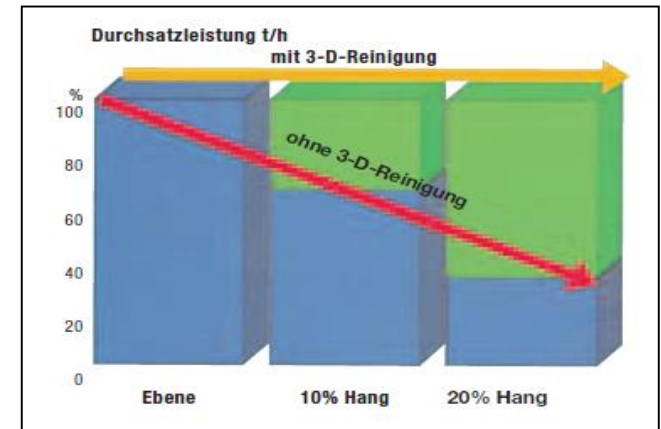 Durchsatzleistung t/h
mit 3-D-Reinigung
%
100
ohne 3-D-Reinigung
80
60
40
20
0
Ebene 10% Hang 20% Hang